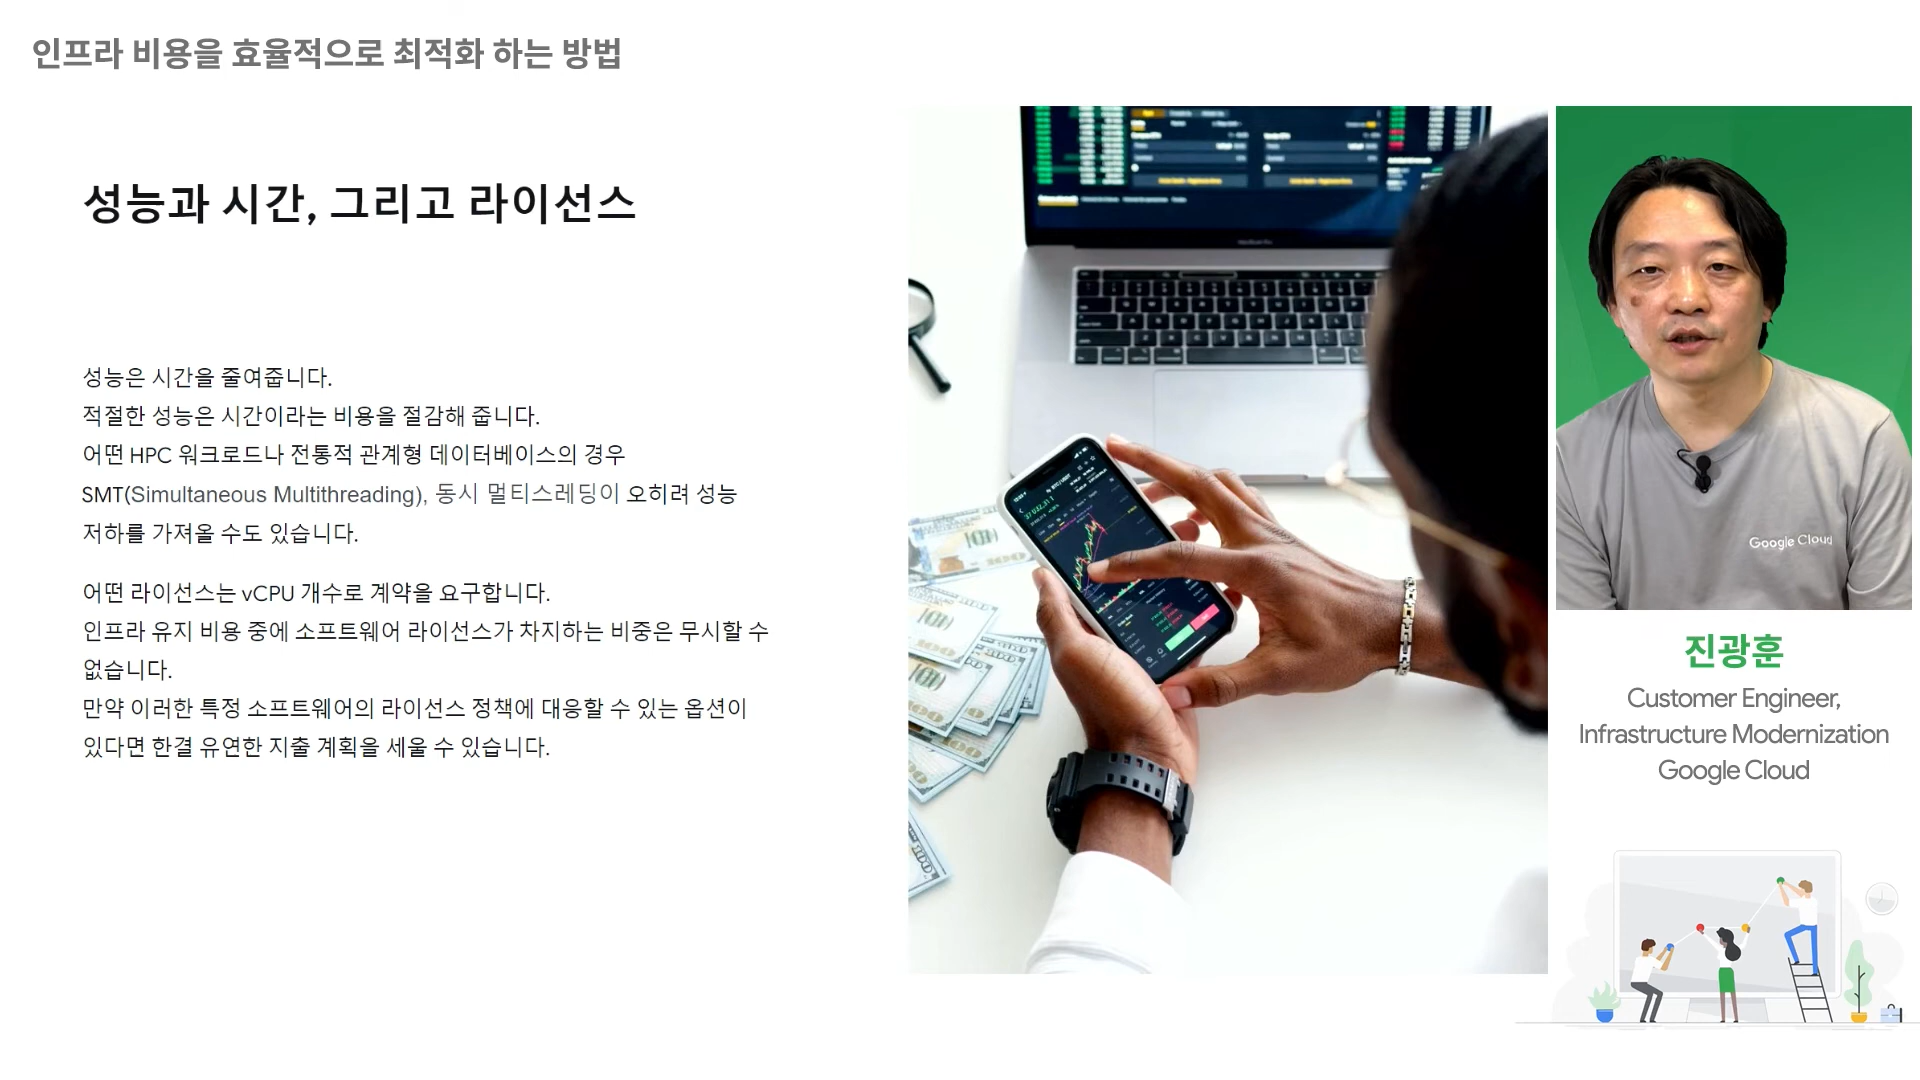 인프라 비용을 효율적으로 최적화 하는 방법
성능과 시간, 그리고 라이선스
성능은 시간을 줄여줍니다.
적절한 성능은 시간이라는 비용을 절감해 줍니다.
어떤 HPC 워크로드나 전통적 관계형 데이터베이스의 경우
SMT(Simultaneous Multithreading), 동시 멀티스레딩이 오히려 성능
저하를 가져올 수도 있습니다.
어떤 라이선스는 vCPU 개수로 계약을 요구합니다.
인프라 유지 비용 중에 소프트웨어 라이선스가 차지하는 비중은 무시할 수
없습니다.
만약 이러한 특정 소프트웨어의 라이선스 정책에 대응할 수 있는 옵션이
있다면 한결 유연한 지출 계획을 세울 수 있습니다.
100
100
100
Google Cloud
진광훈
Customer Engineer,
Infrastructure Modernization
Google Cloud